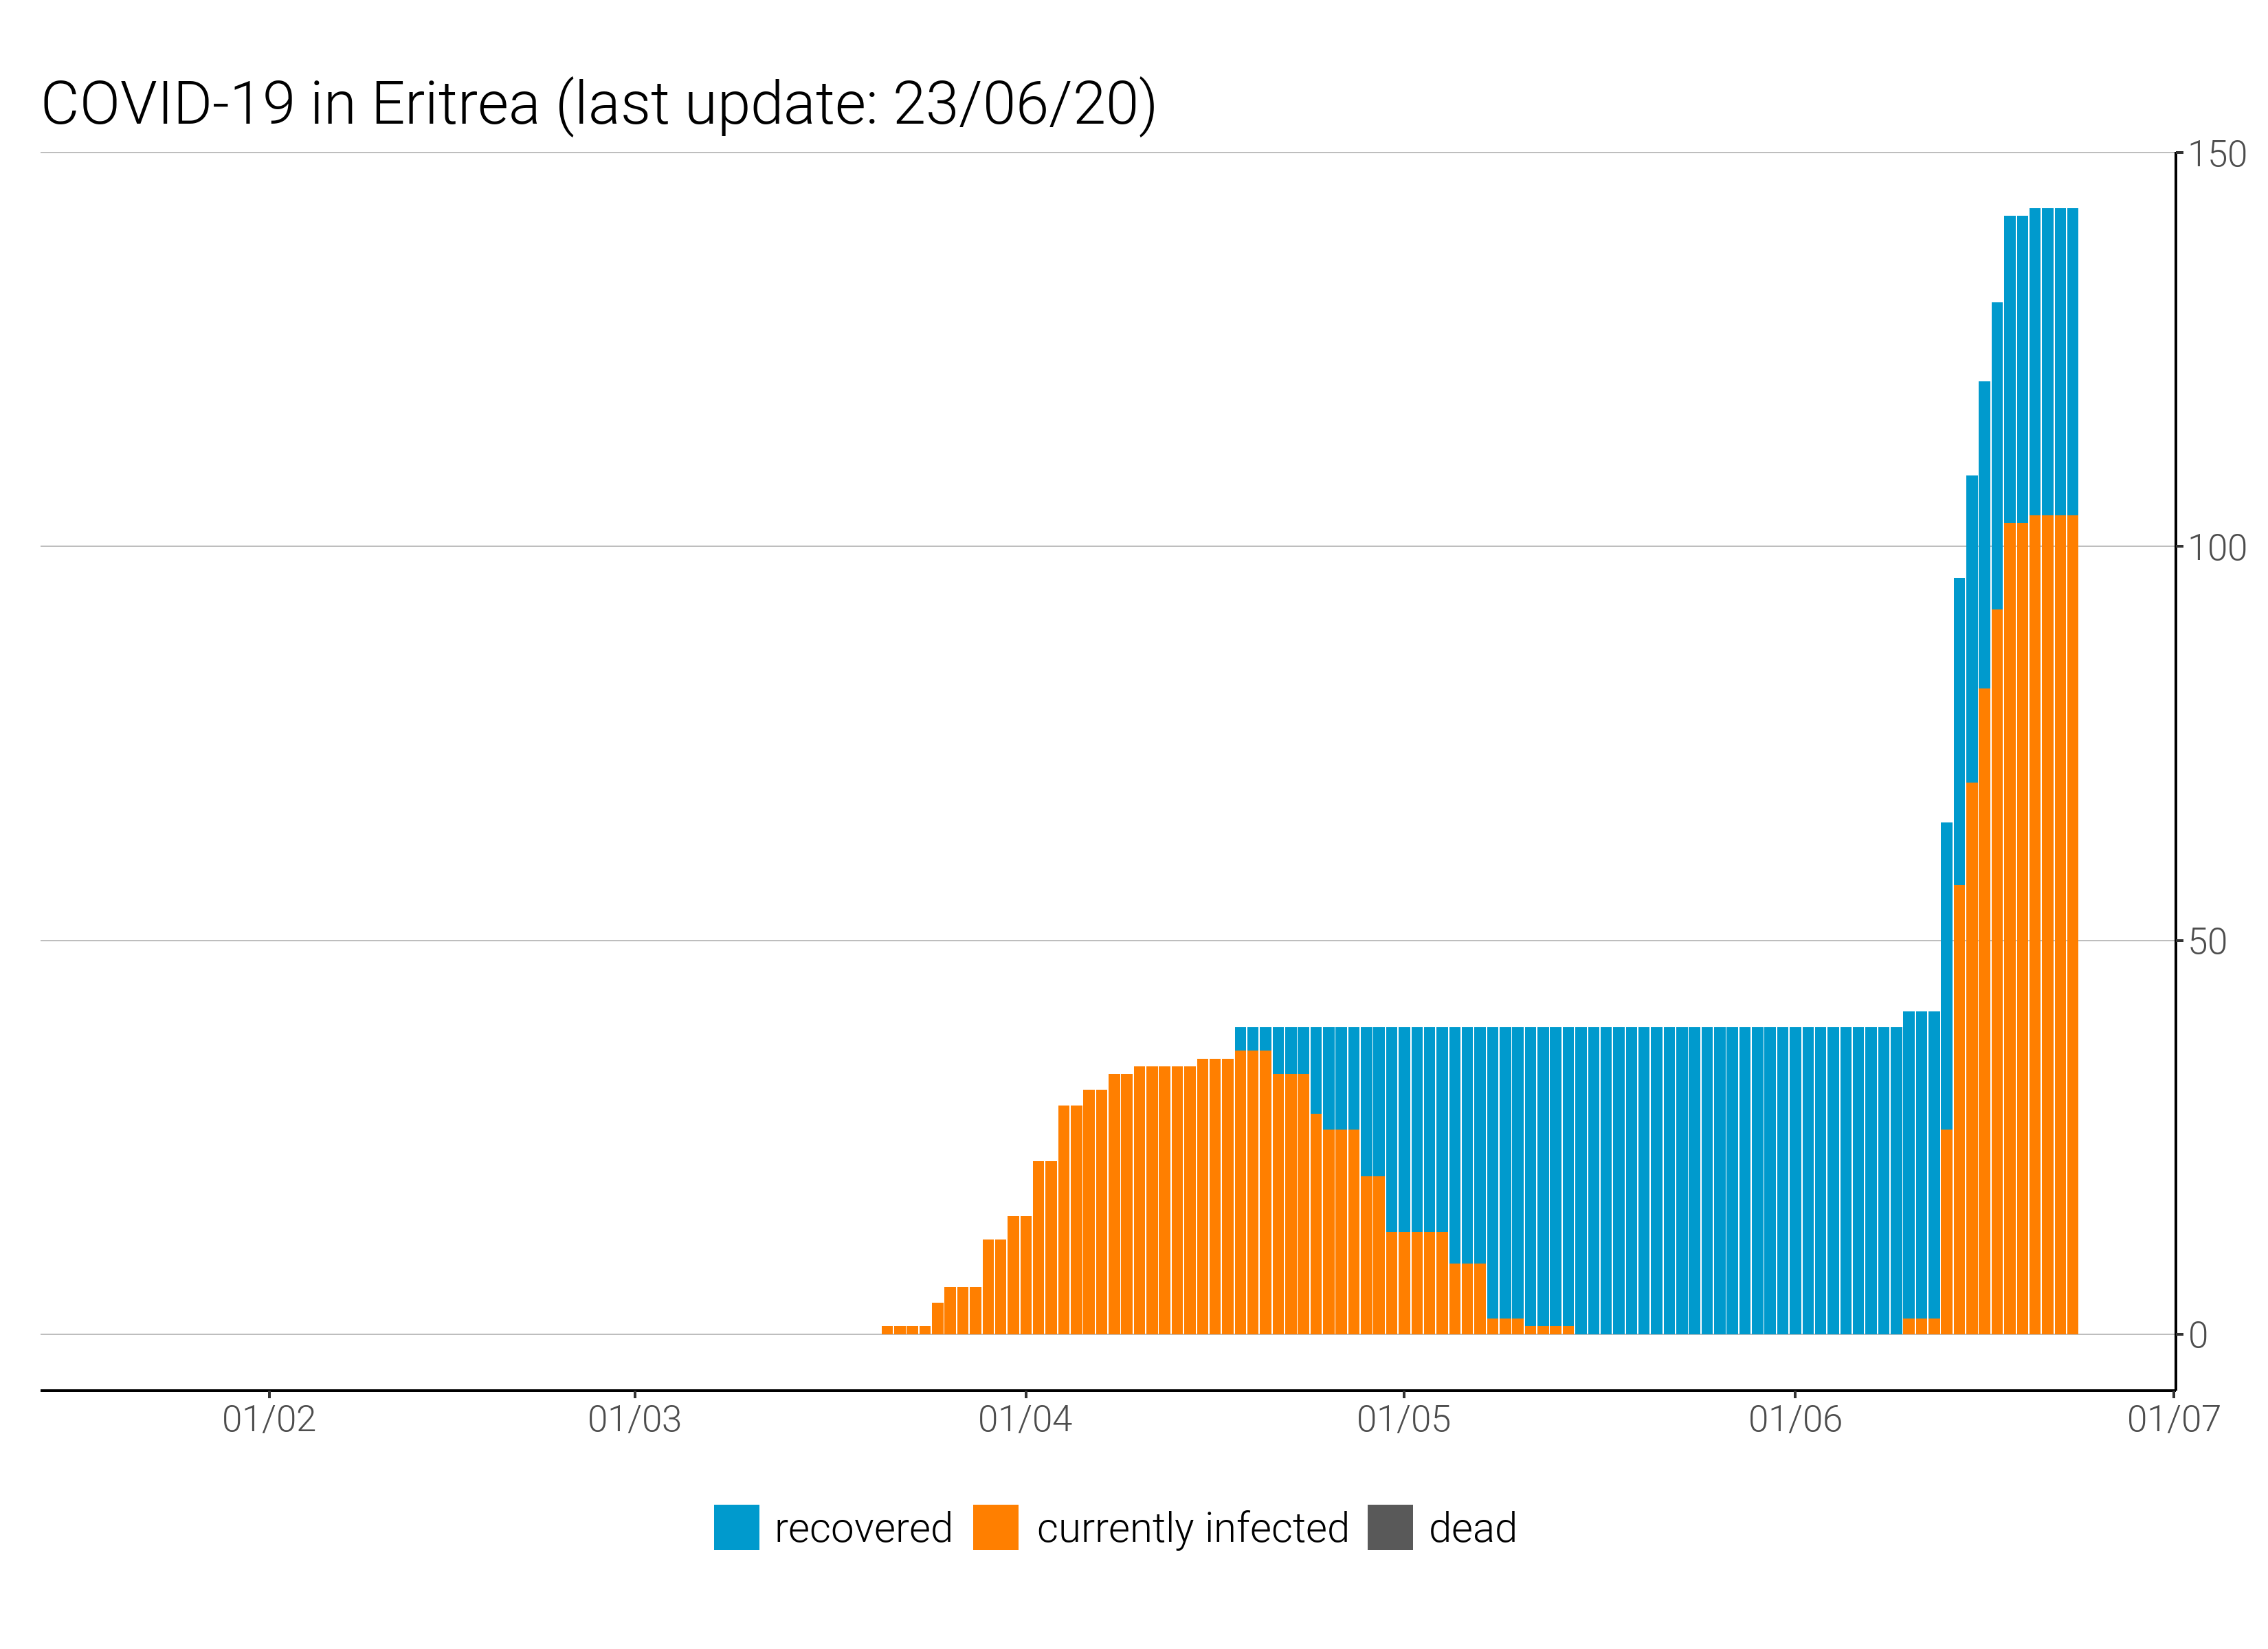 COVID-19 in Eritrea (last update: 23/06/20)
150
100
50
0
01/02 01/03 01/04 01/05 01/06 01/07
recovered currently infected dead